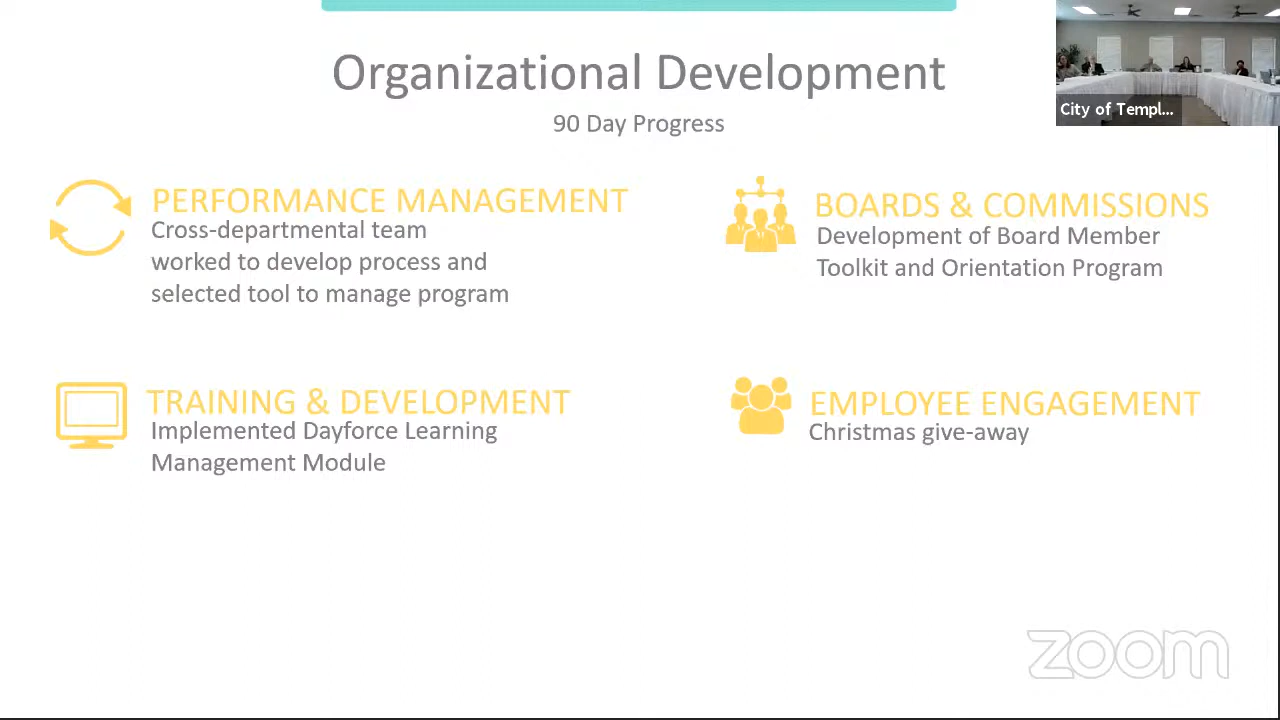 Organizational Development
90 Day Progress
City of Templ...
PERFORMANCE MANAGEMENT
Cross-departmental team
worked to develop process and
selected tool to manage program
BOARDS & COMMISSIONS
Development of Board Member
Toolkit and Orientation Program
TRAINING & DEVELOPMENT
Implemented Dayforce Learning
Management Module
EMPLOYEE ENGAGEMENT
Christmas give-away
zoom